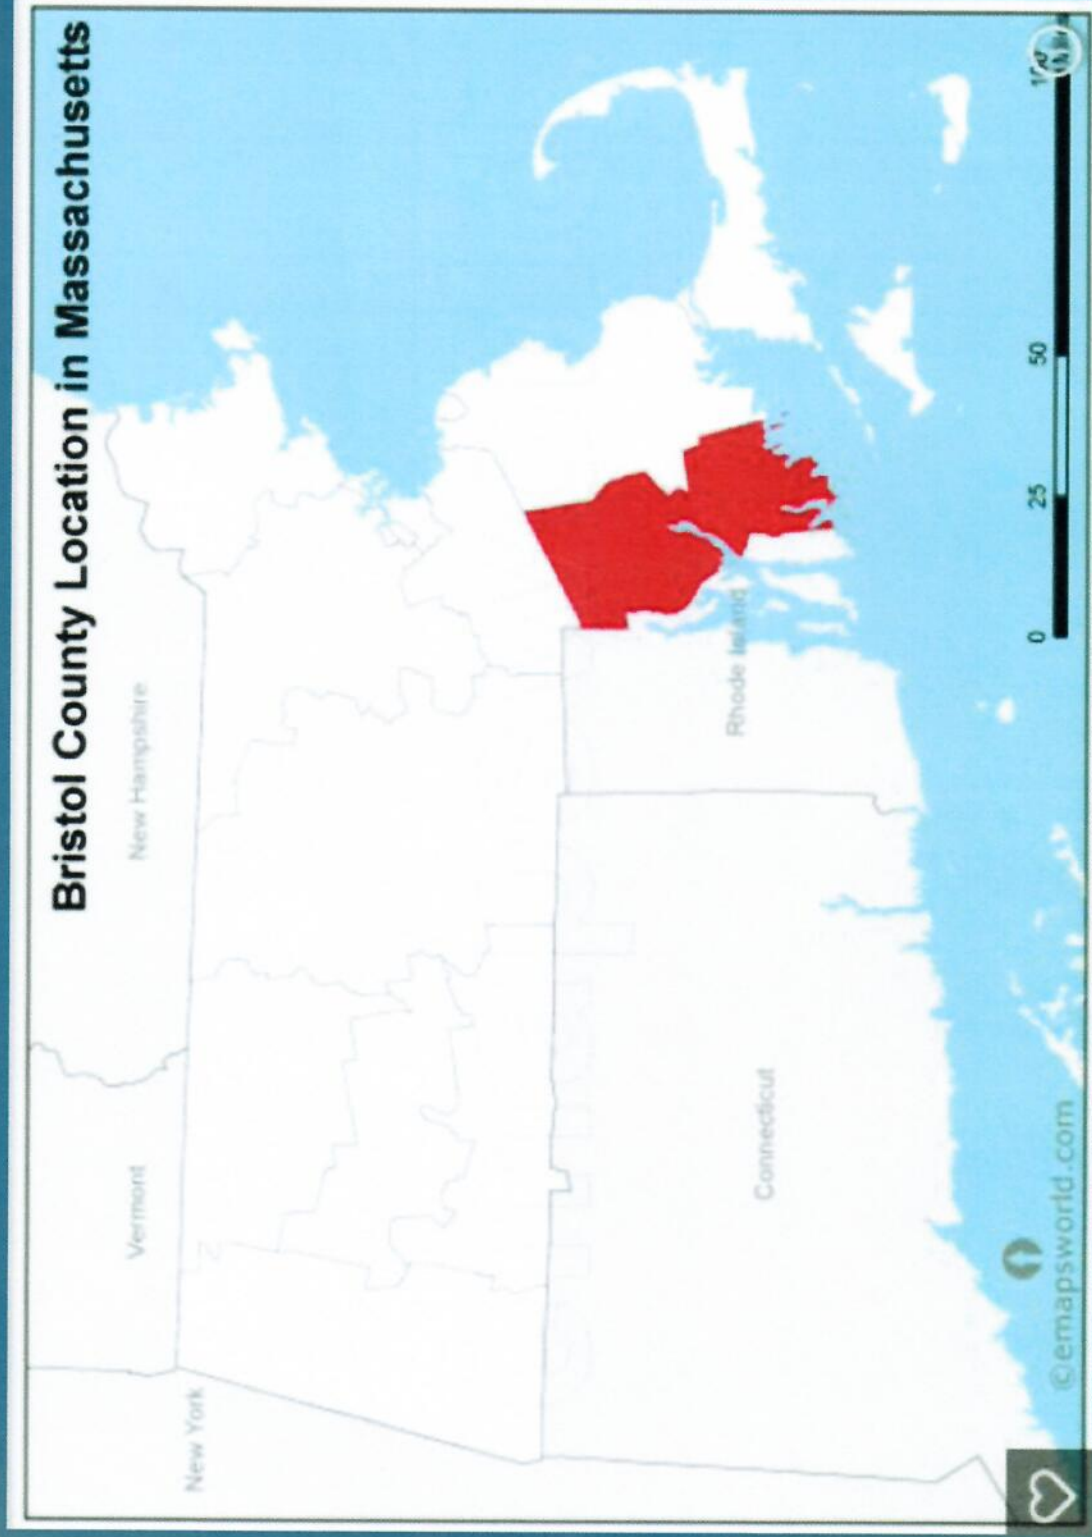 Bristol County Location in Massachusetts
Vermont
New Hampshire
New York
Connecticut
Rhode Island
©emapsworld.com
0 25 50